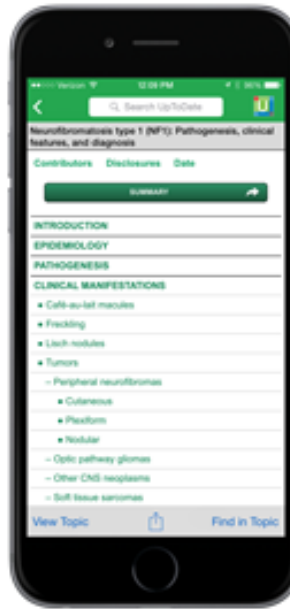 Verizon 12:09 PM
Search UpToDate
U
Neurofibromatosis type 1 (NF1): Pathogenesis, clinical
features, and diagnosis
Contributors Disclosures Date
SUMMARY
INTRODUCTION
EPIDEMIOLOGY
PATHOGENESIS
CLINICAL MANIFESTATIONS
• Café-au-lait macules
• Freckling
• Lisch nodules
• Tumors
– Peripheral neurofibromas
• Cutaneous
• Plexiform
• Nodular
– Optic pathway gliomas
– Other CNS neoplasms
– Soft tissue sarcomas
View Topic Find in Topic